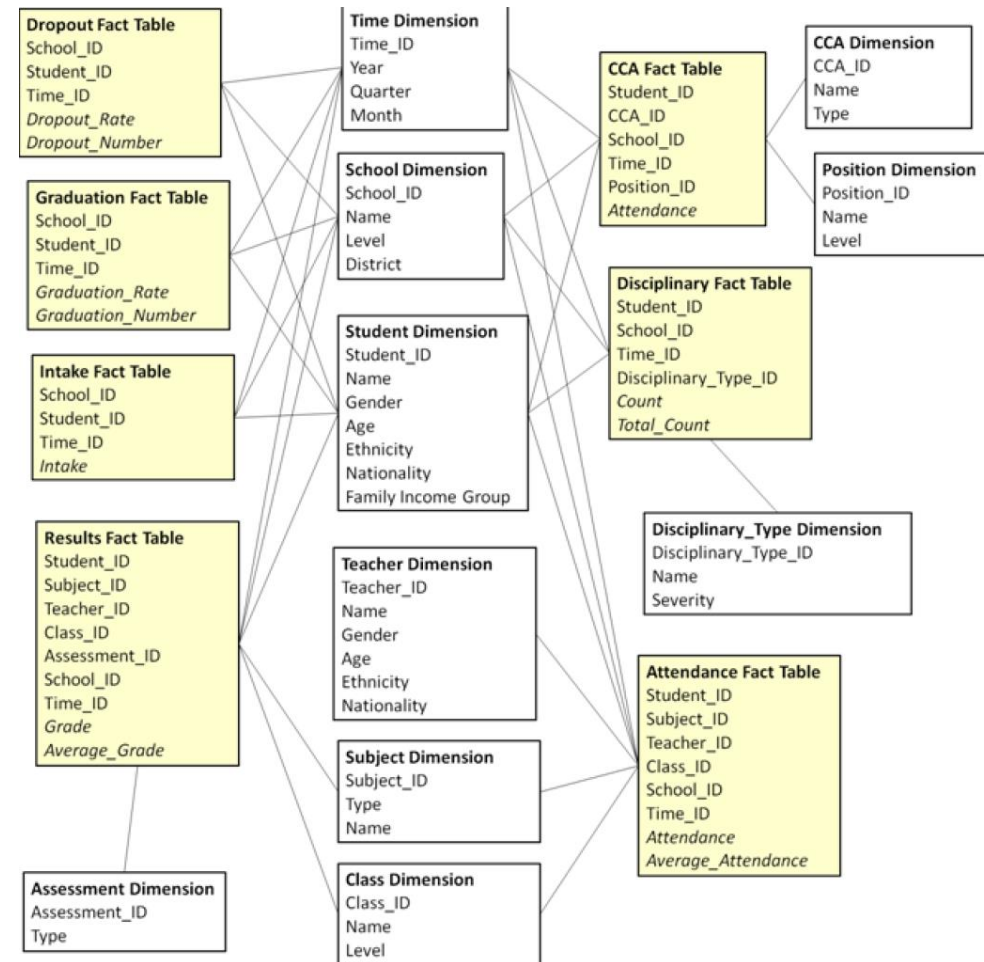 Dropout Fact Table
School_ID
Student_ID
Time_ID
Dropout_Rate
Dropout_Number
Graduation Fact Table
School_ID
Student_ID
Time_ID
Graduation_Rate
Graduation_Number
Intake Fact Table
School_ID
Student_ID
Time_ID
Intake
Results Fact Table
Student_ID
Subject_ID
Teacher_ID
Class_ID
Assessment_ID
School_ID
Time_ID
Grade
Average_Grade
Assessment Dimension
Assessment_ID
Type
Time Dimension
Time_ID
Year
Quarter
Month
School Dimension
School_ID
Name
Level
District
Student Dimension
Student_ID
Name
Gender
Age
Ethnicity
Nationality
Family Income Group
Teacher Dimension
Teacher_ID
Name
Gender
Age
Ethnicity
Nationality
Subject Dimension
Subject_ID
Type
Name
Class Dimension
Class_ID
Name
Level
CCA Fact Table
Student_ID
CCA_ID
School_ID
Time_ID
Position_ID
Attendance
CCA Dimension
CCA_ID
Name
Type
Position Dimension
Position_ID
Name
Level
Disciplinary Fact Table
Student_ID
School_ID
Time_ID
Disciplinary_Type_ID
Count
Total_Count
Disciplinary_Type Dimension
Disciplinary_Type_ID
Name
Severity
Attendance Fact Table
Student_ID
Subject_ID
Teacher_ID
Class_ID
School_ID
Time_ID
Attendance
Average_Attendance